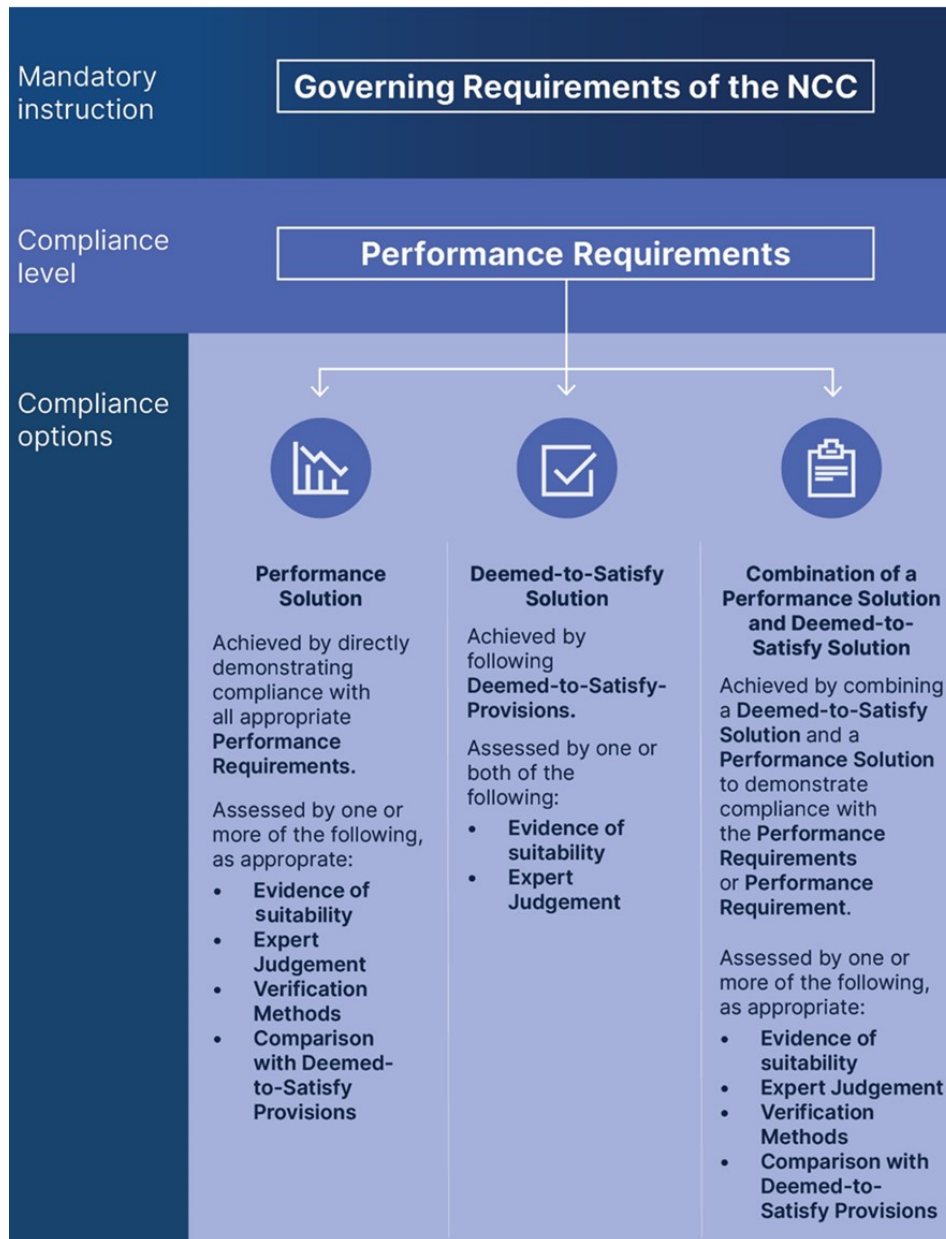 Mandatory
instruction
Governing Requirements of the NCC
Compliance
level
Performance Requirements
Compliance
options
Performance
Solution
Achieved by directly
demonstrating
compliance with
all appropriate
Performance
Requirements.
Assessed by one or
more of the following,
as approprate:
• Evidence of
suitability
• Expert
Judgement
• Verification
Methods
• Comparison
with Deemed-
to-Satisfy
Provisions
Deemed-to-Satisfy
Solution
Achieved by
following
Deemed-to-Satisfy-
Provisions.
Assessed by one or
both of the
following:
• Evidence of
suitability
• Expert
Judgement
Combination of a
Performance Solution
and Deemed-to-
Satisfy Solution
Achieved by combining
a Deemed-to-Satisfy
Solution and a
Performance Solution
to demonstrate
compliance with
the Performance
Requirements
or Performance
Requirement.
Assessed by one or
more of the following,
as appropriate:
• Evidence of
suitability
• Expert Judgement
• Verification
Methods
• Comparison with
Deemed-to-
Satisfy Provisions